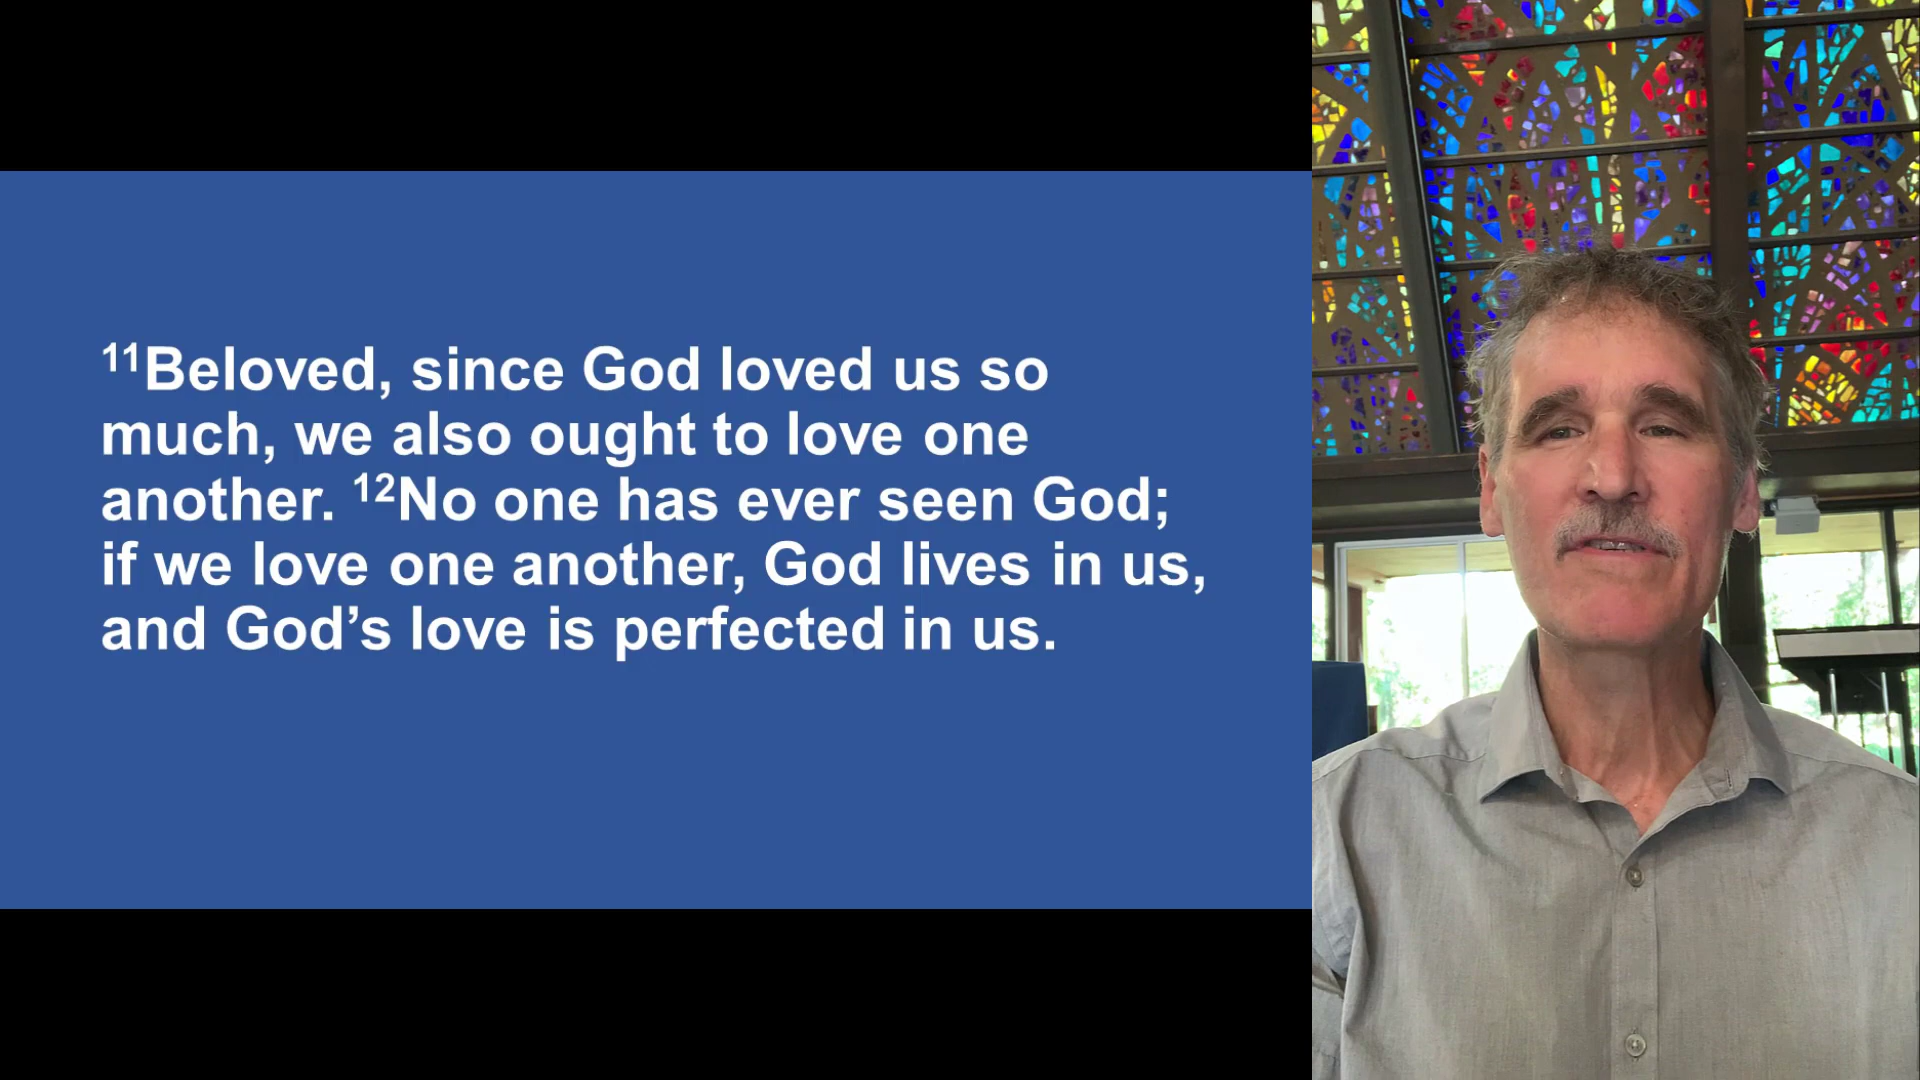 ¹¹Beloved, since God loved us so
much, we also ought to love one
another. ¹²No one has ever seen God;
if we love one another, God lives in us,
and God’s love is perfected in us.